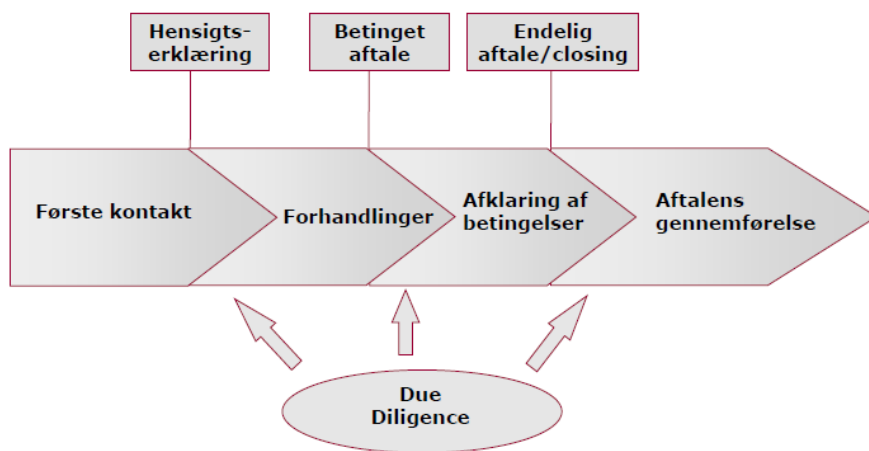 Hensigts-
erklæring
Betinget
aftale
Endelig
aftale/closing
Første kontakt
Forhandlinger
Afklaring af
betingelser
Aftalens
gennemførelse
Due
Diligence